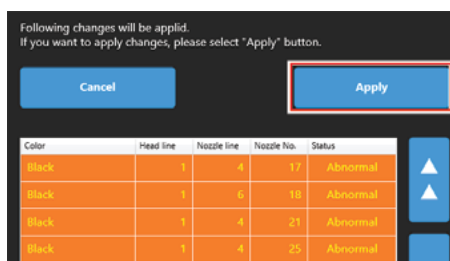 Following changes will be applid.
If you want to apply changes, please select "Apply" button.
Cancel Apply
Color Head line Nozzle line Nozzle No. Status
Black 1 4 17 Abnormal
Black 1 6 18 Abnormal
Black 1 4 21 Abnormal
Black 1 4 25 Abnormal